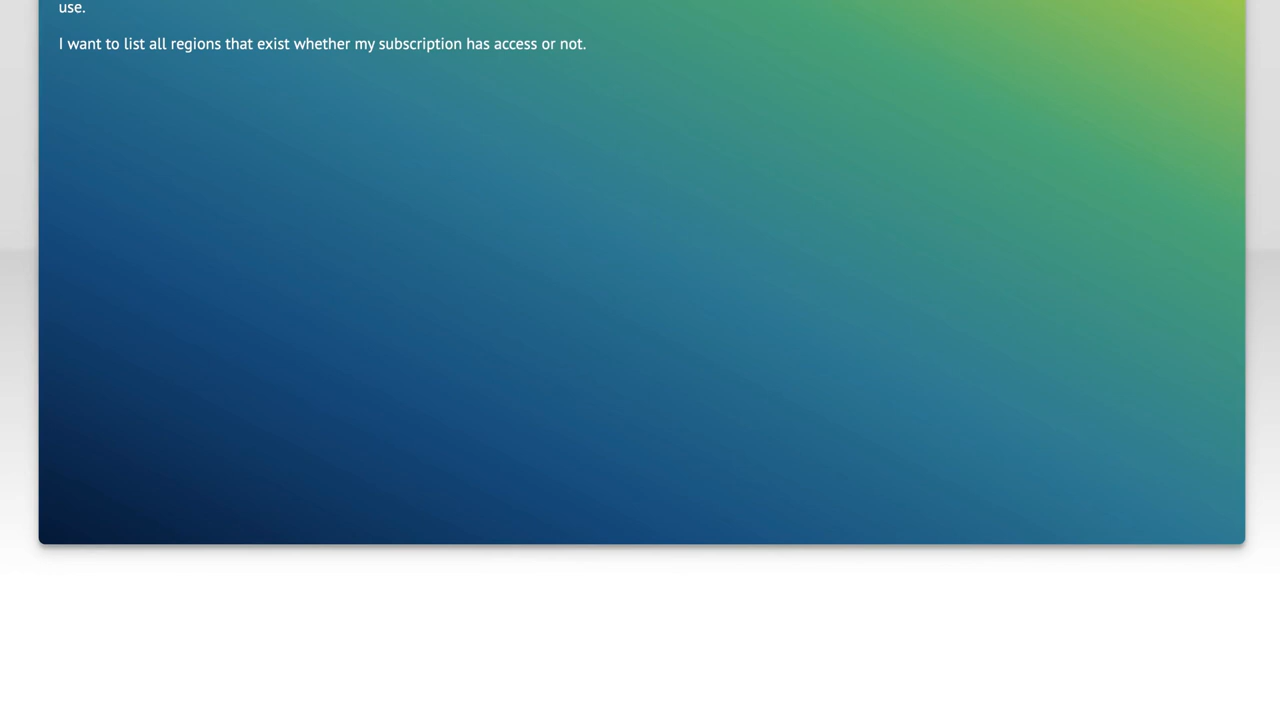 use.
I want to list all regions that exist whether my subscription has access or not.